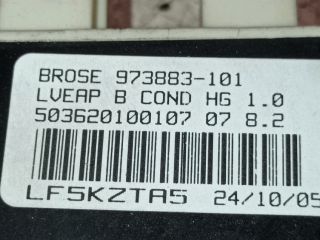 BROSE 973883-101
LVEAP B COND HG 1.0
503620100107 07 8.2
LF5KZTA5 24/10/05